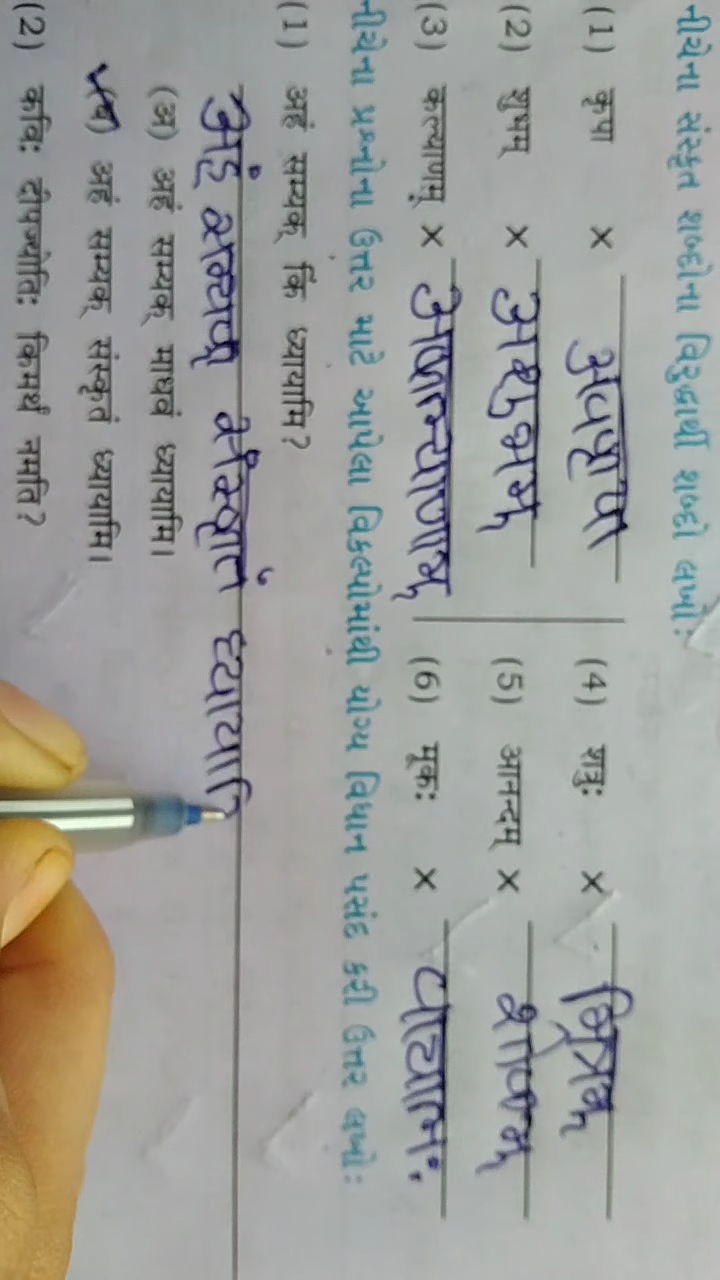 નીચેના સંસ્કૃત શબ્દોના વિરુદ્ધાર્થી શબ્દો લખો:
(1) कृपा × अवकृपा (4) शत्रुः × मित्रम्
(2) शुभम् × अशुभम् (5) आनन्दम् × शोकम्
(3) कल्याणम् × अकल्याणम् (6) मूकः × वाचालः
નીચેના પ્રશ્નોના ઉત્તર માટે આપેલા વિકલ્પોમાંથી યોગ્ય વિધાન પસંદ કરી ઉત્તર લખો:
(1) अहं सम्यक् किं ध्यायामि?
अहं सम्यक् संस्कृतं ध्यायाि
(अ) अहं सम्यक् माधवं ध्यायामि।
(ब) अहं सम्यक् संस्कृतं ध्यायामि।
(2) कविः दीपज्योतिः किमर्थं नमति?